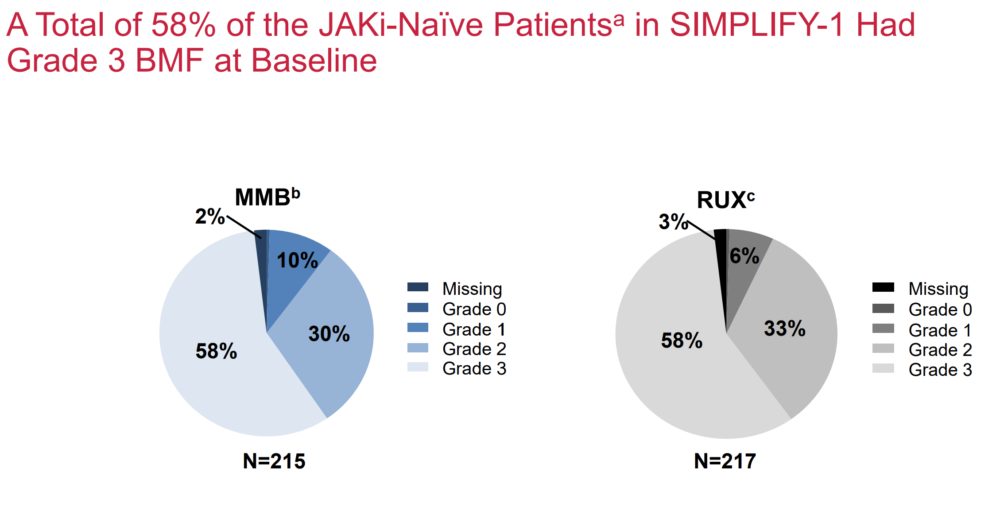 A Total of 58% of the JAKi-Naïve Patientsᵃ in SIMPLIFY-1 Had
Grade 3 BMF at Baseline
MMBᵇ
2%
10%
30%
58%
Missing
Grade 0
Grade 1
Grade 2
Grade 3
N=215
RUXᶜ
3%
6%
33%
58%
Missing
Grade 0
Grade 1
Grade 2
Grade 3
N=217